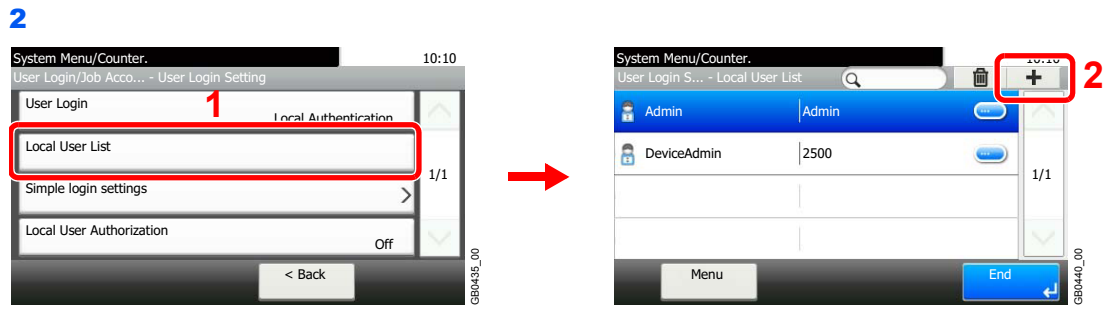 2
System Menu/Counter.
10:10
User Login/Job Acco... - User Login Setting
User Login
1
Local Authentication
Local User List
1/1
Simple login settings
Local User Authorization
Off
< Back
GB0435_00
System Menu/Counter.
10:10
User Login S... - Local User List
+
2
Admin
Admin
DeviceAdmin
2500
1/1
Menu
End
GB0440_00